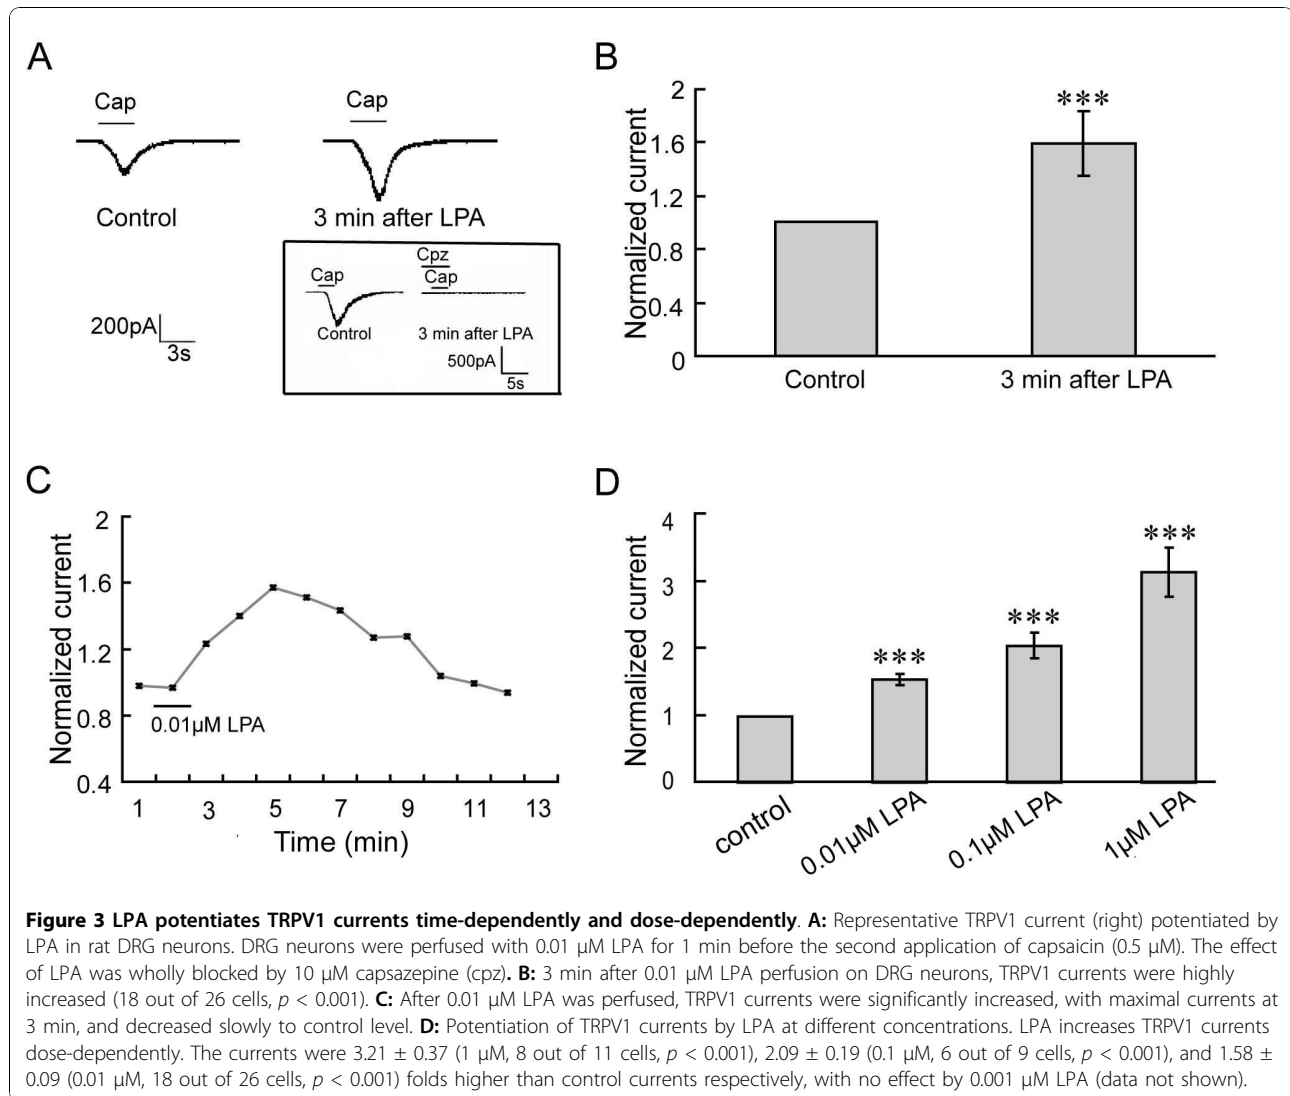 A
Cap
Cap
Control
3 min after LPA
200pA
3s
Cap
Cpz
Cap
Control
3 min after LPA
500pA
5s
B
Normalized current
2
1.6
1.2
0.8
0.4
0
***
Control
3 min after LPA
C
Normalized current
2
1.6
1.2
0.8
0.4
0.01µM LPA
1 3 5 7 9 11 13
Time (min)
D
Normalized current
4
3
2
1
0
***
***
***
control
0.01µM LPA
0.1µM LPA
1µM LPA
Figure 3 LPA potentiates TRPV1 currents time-dependently and dose-dependently. A: Representative TRPV1 current (right) potentiated by
LPA in rat DRG neurons. DRG neurons were perfused with 0.01 µM LPA for 1 min before the second application of capsaicin (0.5 µM). The effect
of LPA was wholly blocked by 10 µM capsazepine (cpz). B: 3 min after 0.01 µM LPA perfusion on DRG neurons, TRPV1 currents were highly
increased (18 out of 26 cells, p < 0.001). C: After 0.01 µM LPA was perfused, TRPV1 currents were significantly increased, with maximal currents at
3 min, and decreased slowly to control level. D: Potentiation of TRPV1 currents by LPA at different concentrations. LPA increases TRPV1 currents
dose-dependently. The currents were 3.21 ± 0.37 (1 µM, 8 out of 11 cells, p < 0.001), 2.09 ± 0.19 (0.1 µM, 6 out of 9 cells, p < 0.001), and 1.58 ±
0.09 (0.01 µM, 18 out of 26 cells, p < 0.001) folds higher than control currents respectively, with no effect by 0.001 µM LPA (data not shown).